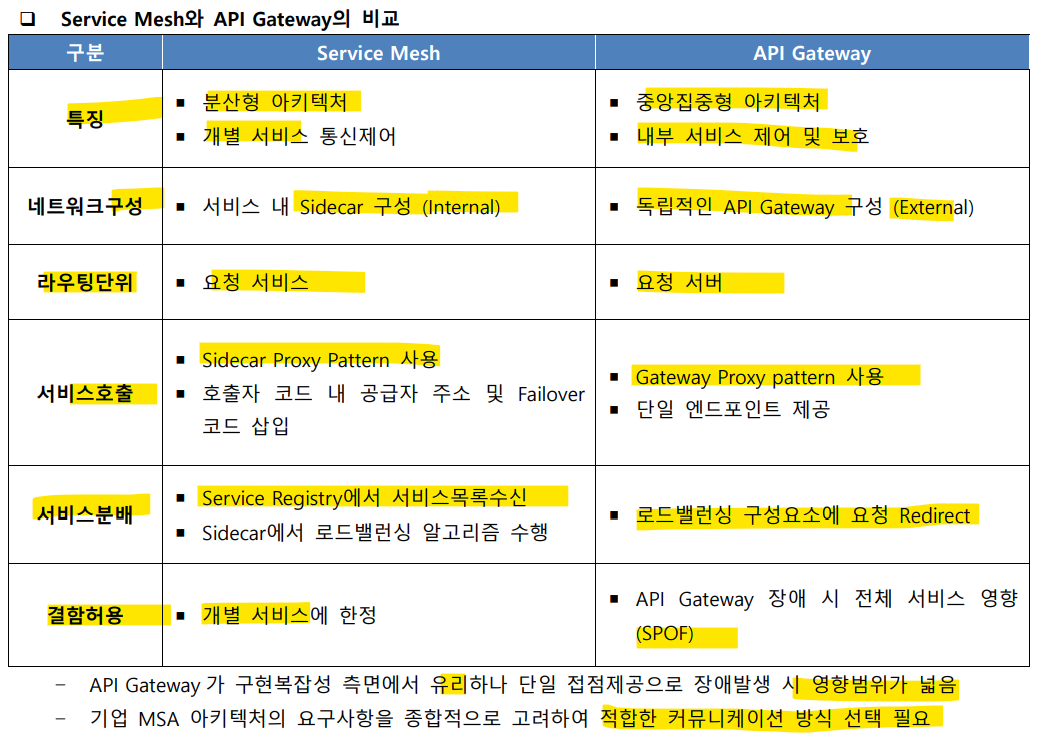 ❑ Service Mesh와 API Gateway의 비교
구분 Service Mesh API Gateway
특징
▪ 분산형 아키텍처
▪ 개별 서비스 통신제어
▪ 중앙집중형 아키텍처
▪ 내부 서비스 제어 및 보호
네트워크구성
▪ 서비스 내 Sidecar 구성 (Internal)
▪ 독립적인 API Gateway 구성 (External)
라우팅단위
▪ 요청 서비스
▪ 요청 서버
서비스호출
▪ Sidecar Proxy Pattern 사용
▪ 호출자 코드 내 공급자 주소 및 Failover
코드 삽입
▪ Gateway Proxy pattern 사용
▪ 단일 엔드포인트 제공
서비스분배
▪ Service Registry에서 서비스목록수신
▪ Sidecar에서 로드밸런싱 알고리즘 수행
▪ 로드밸런싱 구성요소에 요청 Redirect
결함허용
▪ 개별 서비스에 한정
▪ API Gateway 장애 시 전체 서비스 영향
(SPOF)
– API Gateway 가 구현복잡성 측면에서 유리하나 단일 접점제공으로 장애발생 시 영향범위가 넓음
– 기업 MSA 아키텍처의 요구사항을 종합적으로 고려하여 적합한 커뮤니케이션 방식 선택 필요